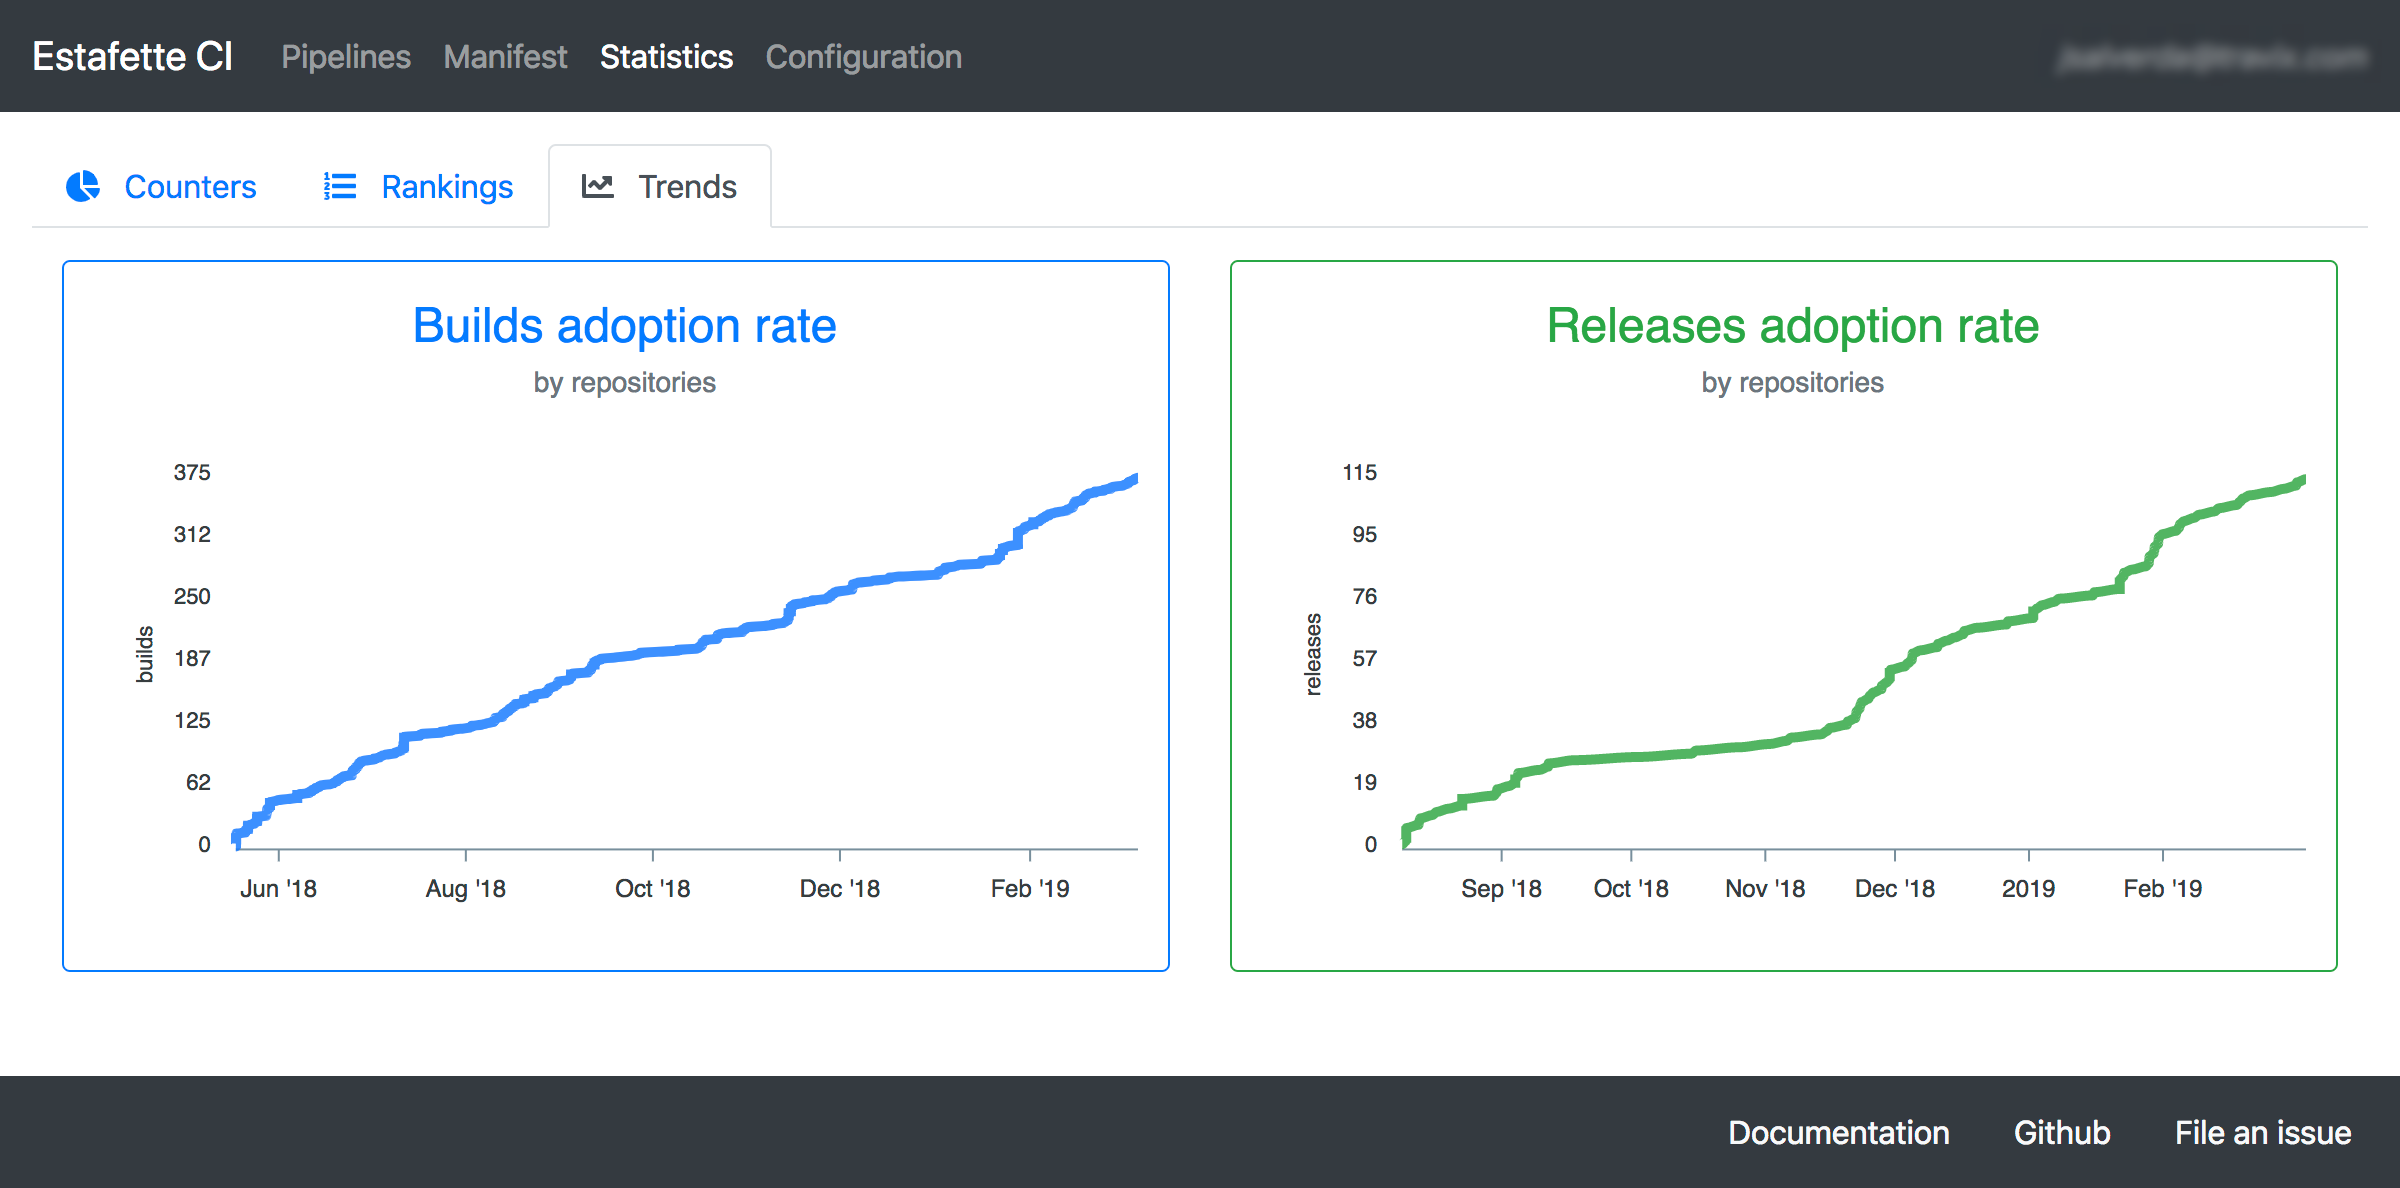 Estafette CI Pipelines Manifest Statistics Configuration
Counters Rankings Trends
Builds adoption rate
by repositories
375
312
250
187
125
62
0
builds
Jun '18 Aug '18 Oct '18 Dec '18 Feb '19
Releases adoption rate
by repositories
115
95
76
57
38
19
0
releases
Sep '18 Oct '18 Nov '18 Dec '18 2019 Feb '19
Documentation Github File an issue